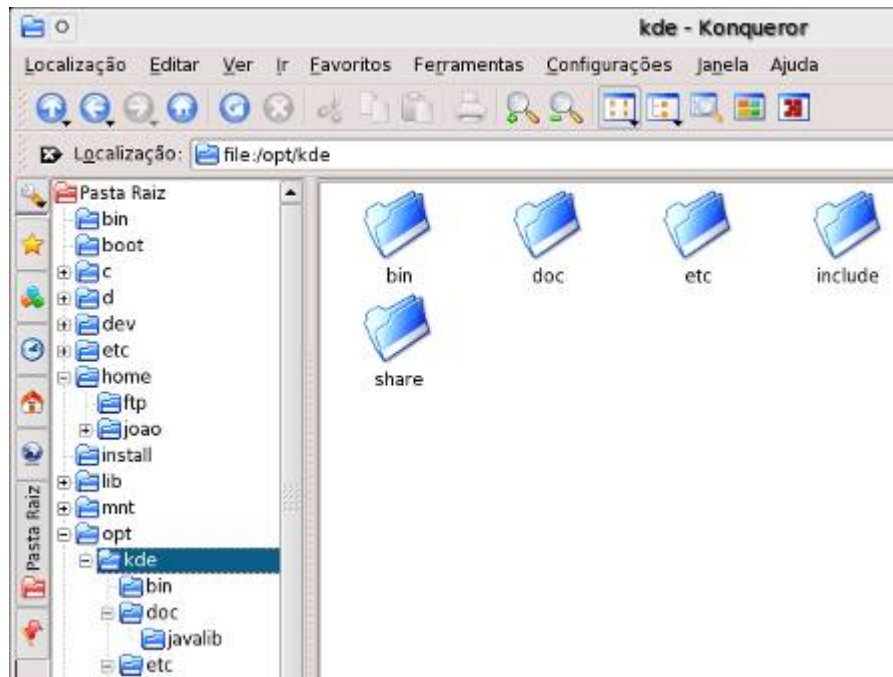 kde - Konqueror
Localização Editar Ver Ir Favoritos Ferramentas Configurações Janela Ajuda
Localização: file:/opt/kde
Pasta Raiz
bin
boot
c
d
dev
etc
home
ftp
joao
install
lib
mnt
opt
kde
bin
doc
javalib
etc
Pasta Raiz
bin doc etc include
share